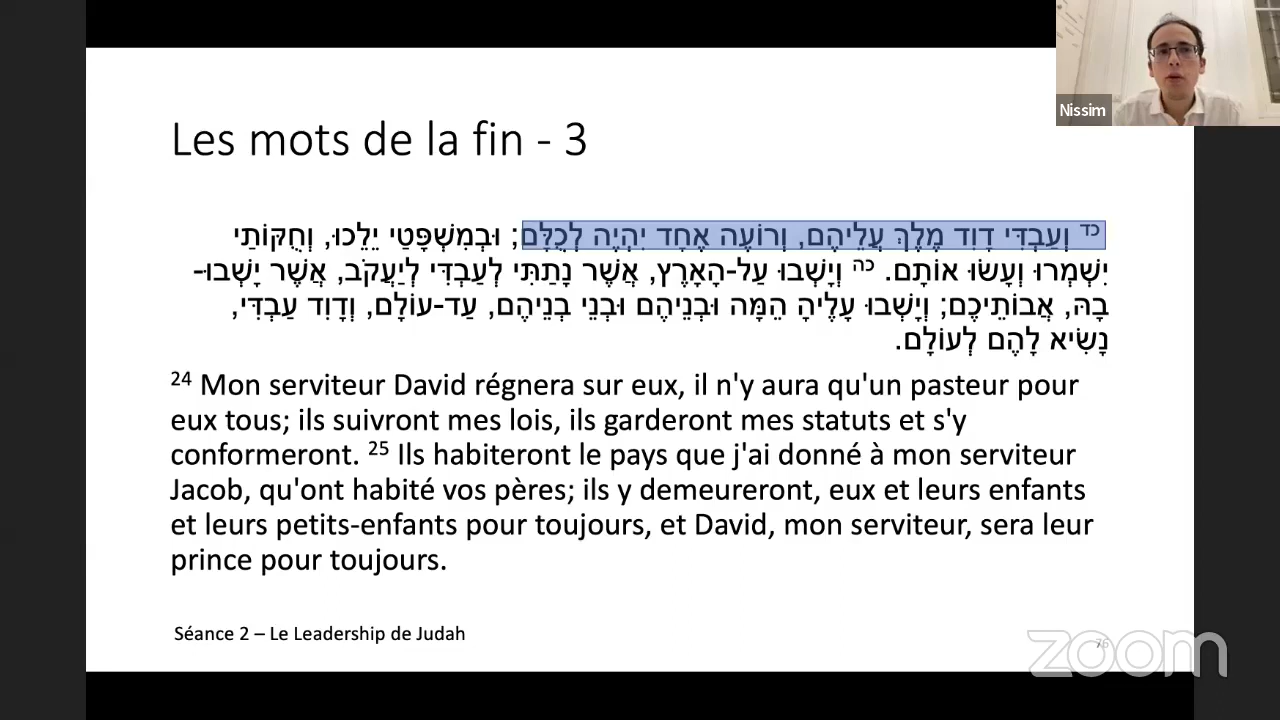 Nissim
Les mots de la fin - 3
כד וְעַבְדִּי דָוִד מֶלֶךְ עֲלֵיהֶם, וְרוֹעֶה אֶחָד יִהְיֶה לְכֻלָּם; וּבְמִשְׁפָּטַי יֵלֵכוּ, וְחֻקּוֹתַי
יִשְׁמְרוּ וְעָשׂוּ אוֹתָם. כה וְיָשְׁבוּ עַל-הָאָרֶץ, אֲשֶׁר נָתַתִּי לְעַבְדִּי לְיַעֲקֹב, אֲשֶׁר יָשְׁבוּ-
בָהּ, אֲבוֹתֵיכֶם; וְיָשְׁבוּ עָלֶיהָ הֵמָּה וּבְנֵיהֶם וּבְנֵי בְנֵיהֶם, עַד-עוֹלָם, וְדָוִד עַבְדִּי,
נָשִׂיא לָהֶם לְעוֹלָם.
24 Mon serviteur David régnera sur eux, il n'y aura qu'un pasteur pour
eux tous; ils suivront mes lois, ils garderont mes statuts et s'y
conformeront. 25 Ils habiteront le pays que j'ai donné à mon serviteur
Jacob, qu'ont habité vos pères; ils y demeureront, eux et leurs enfants
et leurs petits-enfants pour toujours, et David, mon serviteur, sera leur
prince pour toujours.
Séance 2 – Le Leadership de Judah
76
zoom